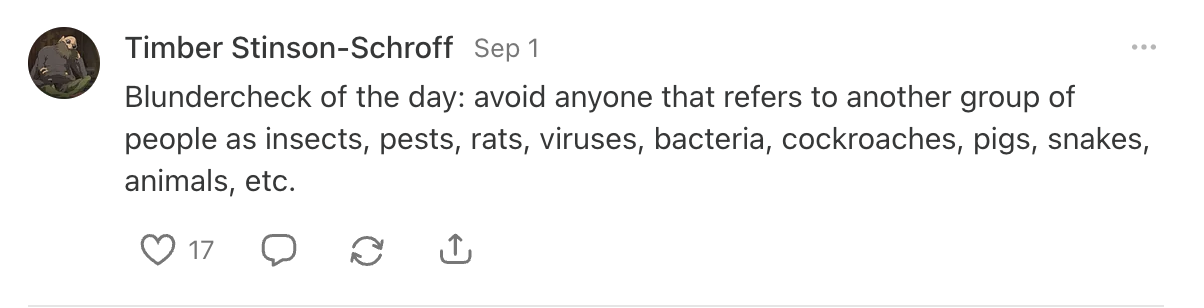 Timber Stinson-Schroff Sep 1
Blundercheck of the day: avoid anyone that refers to another group of
people as insects, pests, rats, viruses, bacteria, cockroaches, pigs, snakes,
animals, etc.
17